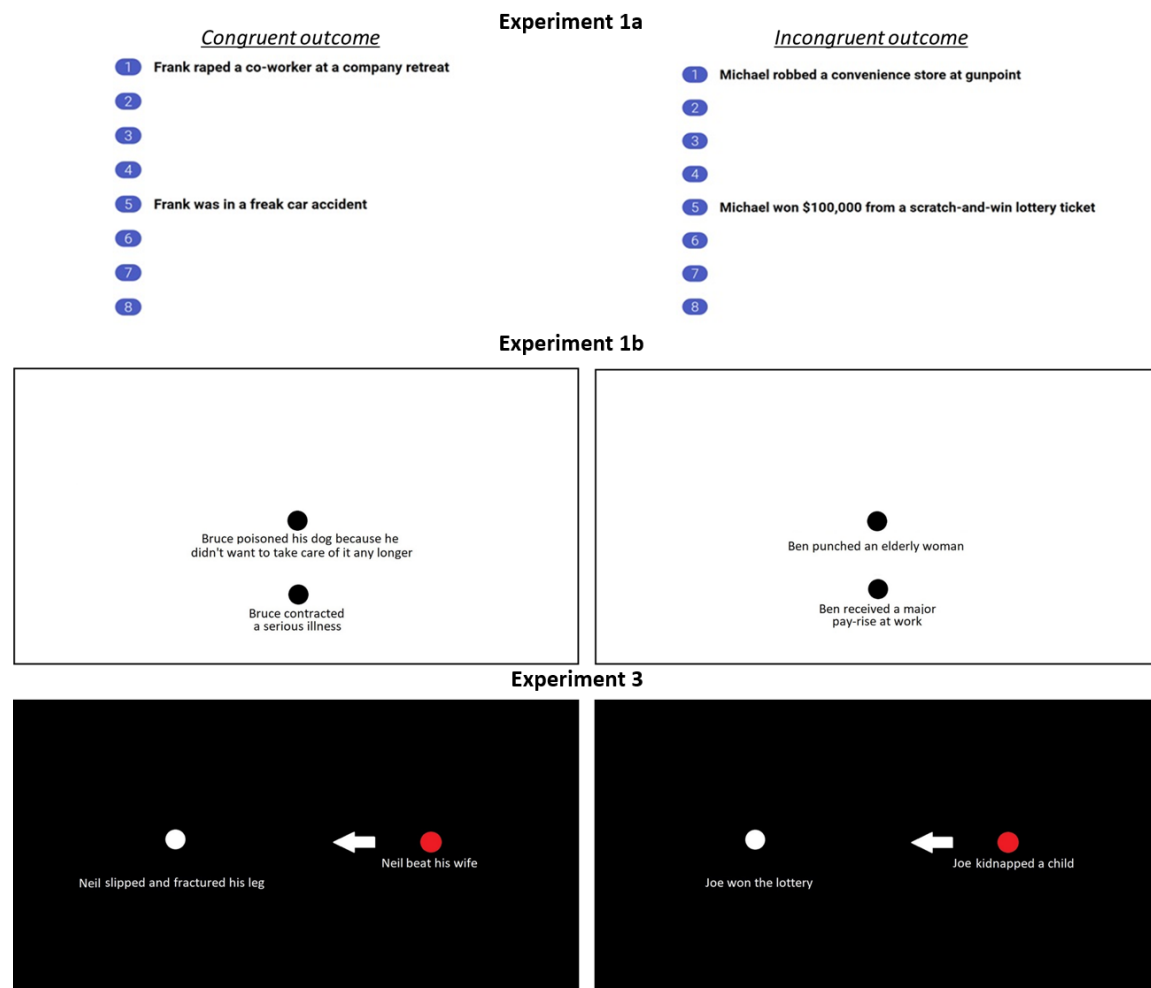 Experiment 1a
Congruent outcome
Incongruent outcome
1 Frank raped a co-worker at a company retreat
2
3
4
5 Frank was in a freak car accident
6
7
8
1 Michael robbed a convenience store at gunpoint
2
3
4
5 Michael won $100,000 from a scratch-and-win lottery ticket
6
7
8
Experiment 1b
Bruce poisoned his dog because he
didn't want to take care of it any longer
Bruce contracted
a serious illness
Ben punched an elderly woman
Ben received a major
pay-rise at work
Experiment 3
Neil beat his wife
Neil slipped and fractured his leg
Joe kidnapped a child
Joe won the lottery